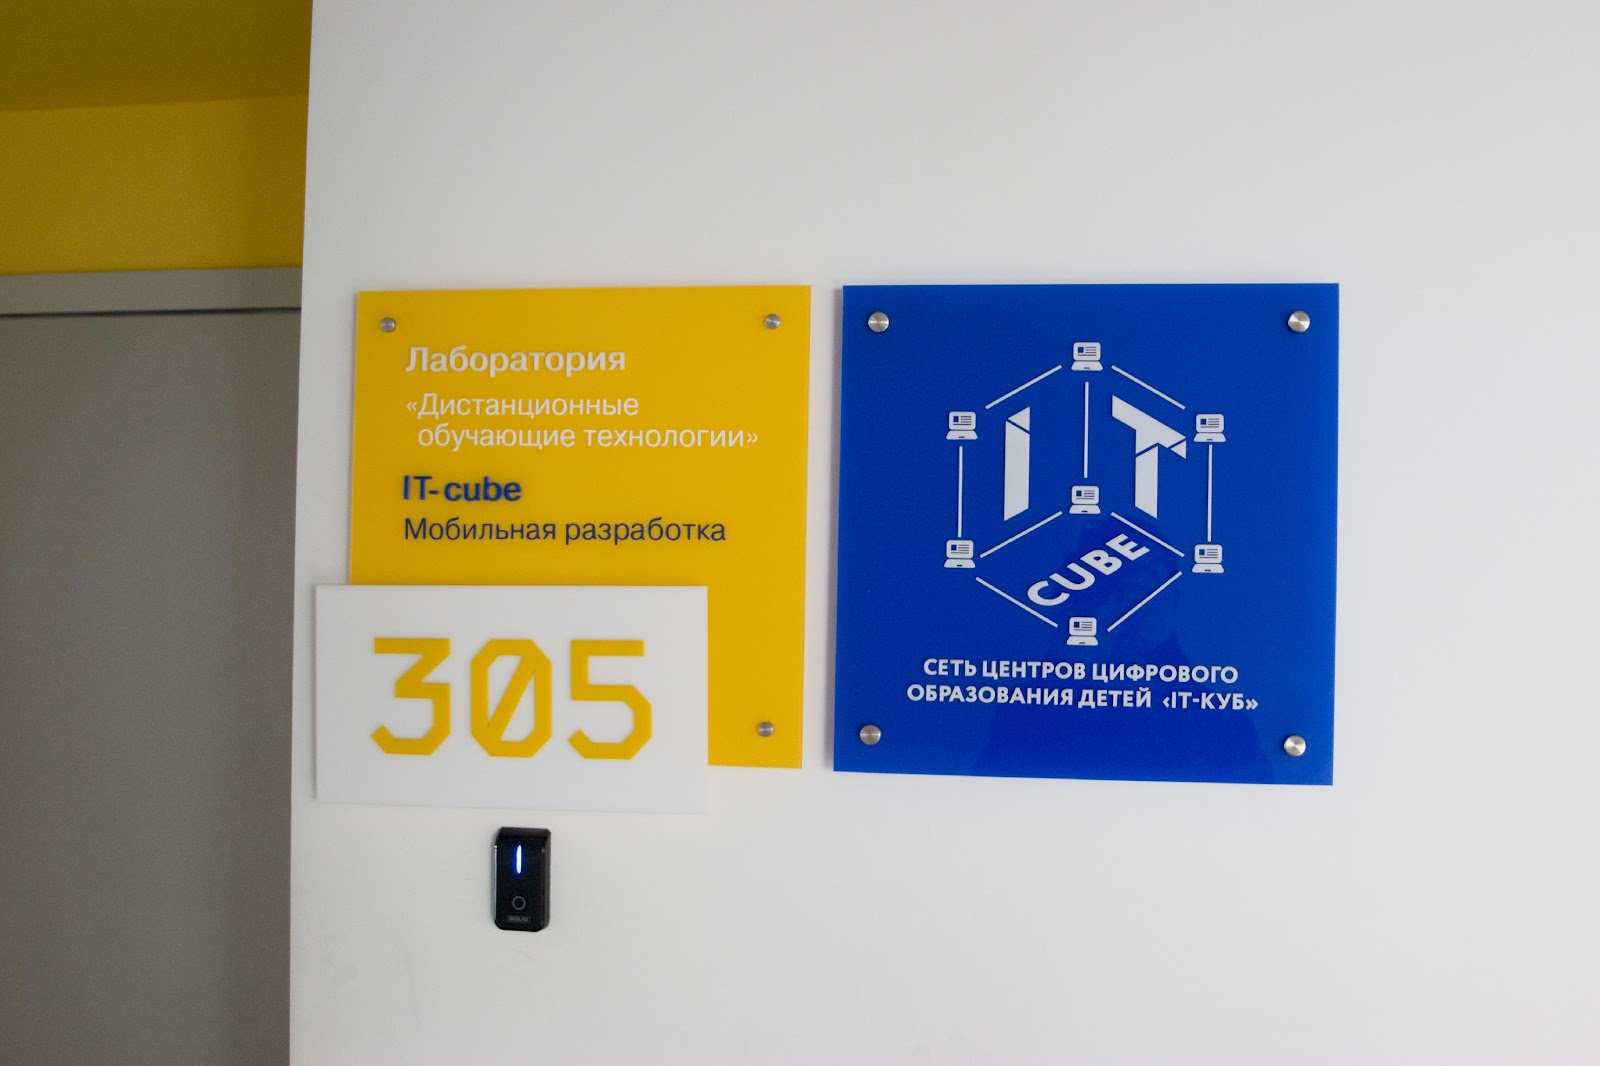 Лаборатория
«Дистанционные
обучающие технологии»
IT-cube
Мобильная разработка
305
IT
CUBE
СЕТЬ ЦЕНТРОВ ЦИФРОВОГО
ОБРАЗОВАНИЯ ДЕТЕЙ «IT-КУБ»